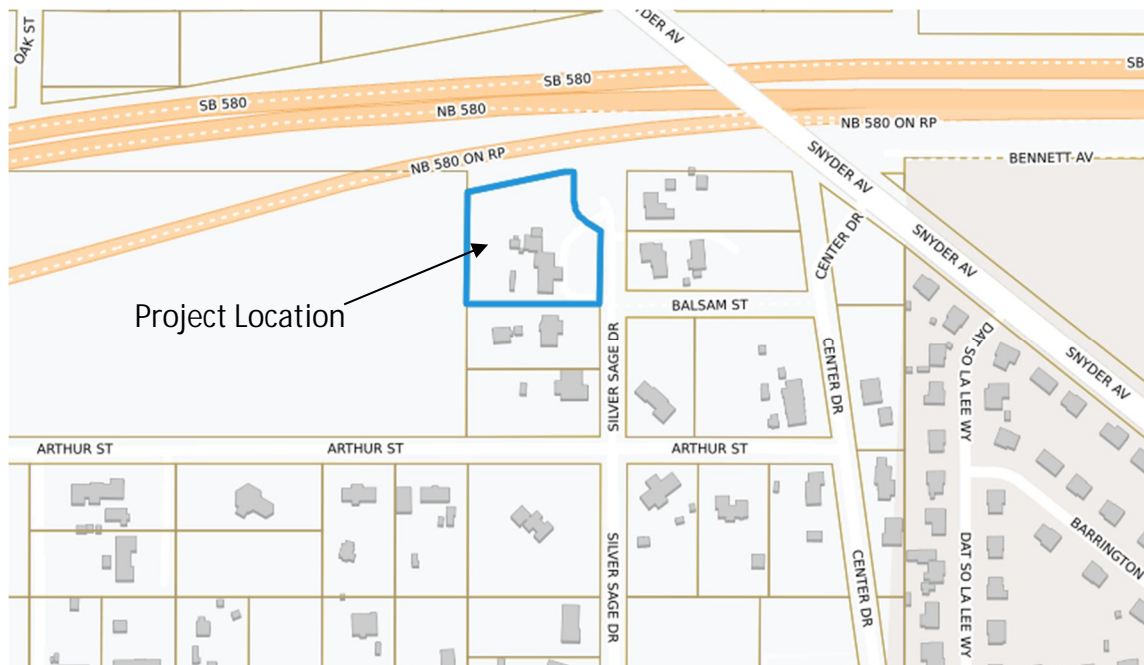 OAK ST
YDER AV
SB 580
SB 580
SB
NB 580
NB 580 ON RP
NB 580 ON RP
SNYDER AV
BENNETT AV
SNYDER AV
CENTER DR
Project Location
BALSAM ST
SILVER SAGE DR
CENTER DR
DAT SO LA LEE WY
SNYDER AV
ARTHUR ST
ARTHUR ST
ARTHUR ST
SILVER SAGE DR
CENTER DR
DAT SO LA LEE WY
BARRINGTON